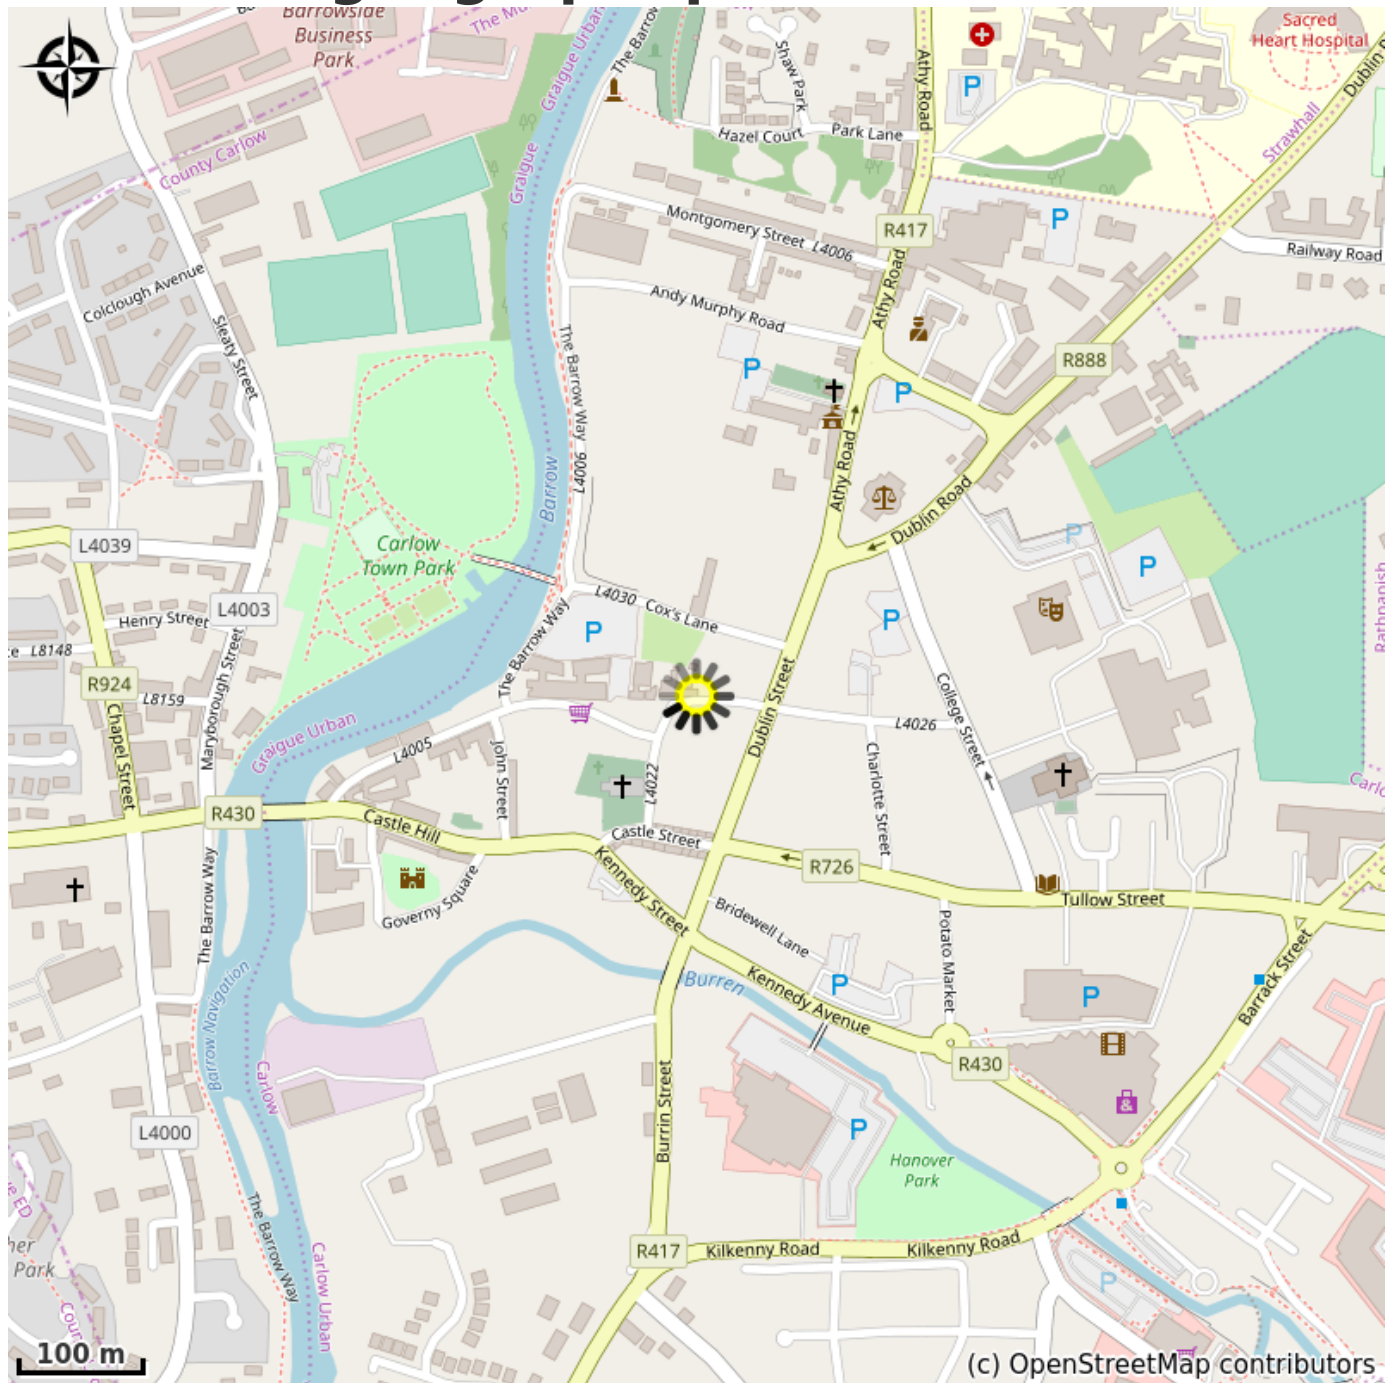 Barrowside
Business
Park
The Barrow
Graigue Urban
Shaw Park
Athy Road
Sacred
Heart Hospital
Hazel Court
Park Lane
Strawhall
County Carlow
Graigue
Montgomery Street L4006
R417
Railway Road
Colclough Avenue
Sleaty Street
Andy Murphy Road
Athy Road
R888
The Barrow Way L4006
Barrow
Athy Road
Dublin Road
L4039
Carlow
Town Park
L4003
Henry Street
L4030 Cox's Lane
L8148
R924
L8159
Maryborough Street
The Barrow Way
Dublin Street
College Street
Rathnapish
Graigue Urban
L4005
John Street
L4026
Charlotte Street
L4022
Chapel Street
R430
Castle Hill
Castle Street
R726
Tullow Street
The Barrow Way
Governy Square
Kennedy Street
Bridewell Lane
Potato Market
Barrow Navigation
Burren
Kennedy Avenue
Barrack Street
Carlow
Burrin Street
R430
L4000
Hanover
Park
The Barrow Way
Carlow Urban
R417
Kilkenny Road
Kilkenny Road
Park
100 m
(c) OpenStreetMap contributors
P
P
P
P
P
P
P
P
P
P
P
P